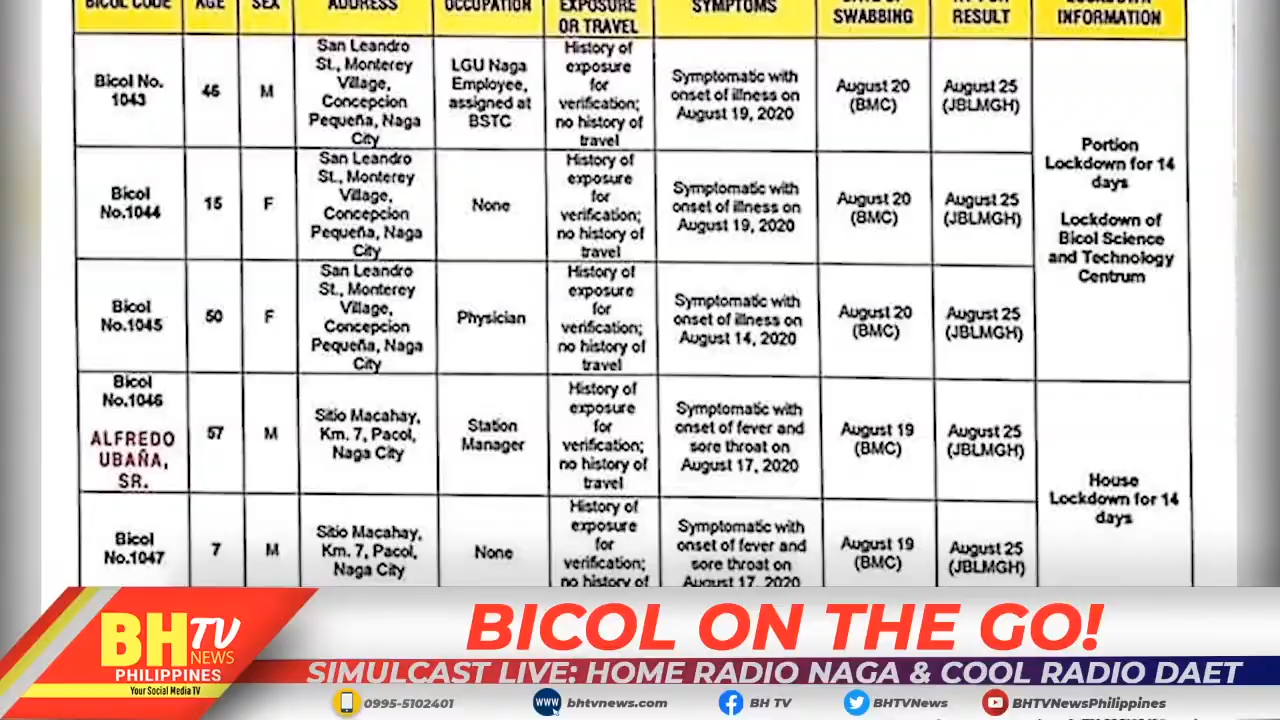 BICOL CODE
AGE
SEX
ADDRESS
OCCUPATION
EXPOSURE
OR TRAVEL
SYMPTOMS
SWABBING
RESULT
LOCKDOWN
INFORMATION
Bicol No.
1043
46
M
San Leandro
St., Monterey
Village,
Concepcion
Pequeña, Naga
City
LGU Naga
Employee,
assigned at
BSTC
History of
exposure
for
verification;
no history of
travel
Symptomatic with
onset of illness on
August 19, 2020
August 20
(BMC)
August 25
(JBLMGH)
Portion
Lockdown for 14
days
Lockdown of
Bicol Science
and Technology
Centrum
Bicol
No.1044
15
F
San Leandro
St., Monterey
Village,
Concepcion
Pequeña, Naga
City
None
History of
exposure
for
verification;
no history of
travel
Symptomatic with
onset of illness on
August 19, 2020
August 20
(BMC)
August 25
(JBLMGH)
Bicol
No.1045
50
F
San Leandro
St., Monterey
Village,
Concepcion
Pequeña, Naga
City
Physician
History of
exposure
for
verification;
no history of
travel
Symptomatic with
onset of illness on
August 14, 2020
August 20
(BMC)
August 25
(JBLMGH)
Bicol
No.1046
ALFREDO
UBAÑA,
SR.
57
M
Sitio Macahay,
Km. 7, Pacol,
Naga City
Station
Manager
History of
exposure
for
verification;
no history of
travel
Symptomatic with
onset of fever and
sore throat on
August 17, 2020
August 19
(BMC)
August 25
(JBLMGH)
House
Lockdown for 14
days
Bicol
No.1047
7
M
Sitio Macahay,
Km. 7, Pacol,
Naga City
None
History of
exposure
for
verification;
no history of
Symptomatic with
onset of fever and
sore throat on
August 17, 2020
August 19
(BMC)
August 25
(JBLMGH)
BHTV
NEWS
PHILIPPINES
Your Social Media TV
BICOL ON THE GO!
SIMULCAST LIVE: HOME RADIO NAGA & COOL RADIO DAET
0995-5102401
www
bhtvnews.com
BH TV
BHTVNews
BHTVNewsPhilippines